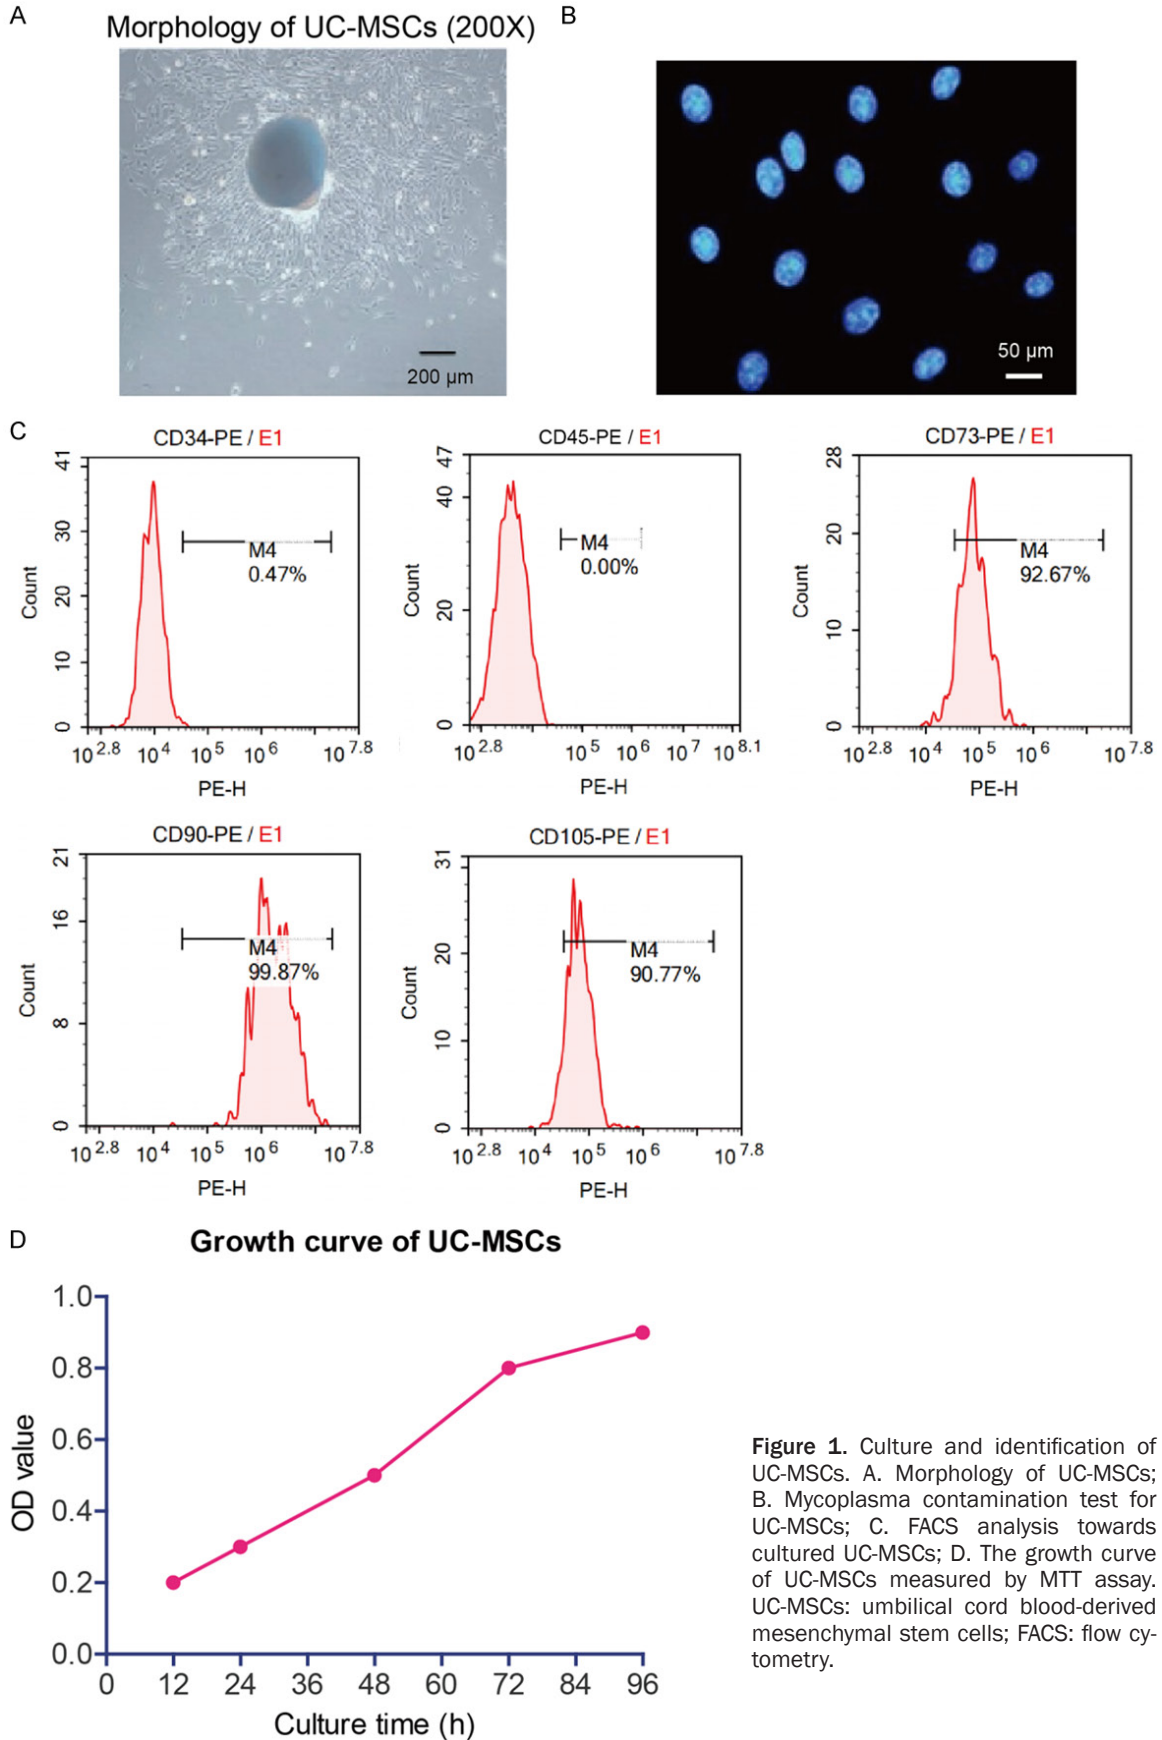 A
Morphology of UC-MSCs (200X)
200 µm
B
50 µm
C
CD34-PE / E1
41
30
20
10
0
Count
M4
0.47%
10^2.8 10^4 10^5 10^6 10^7.8
PE-H
CD45-PE / E1
47
40
20
0
Count
M4
0.00%
10^2.8 10^5 10^6 10^7 10^8.1
PE-H
CD73-PE / E1
28
20
10
0
Count
M4
92.67%
10^2.8 10^4 10^5 10^6 10^7.8
PE-H
CD90-PE / E1
21
16
8
0
Count
M4
99.87%
10^2.8 10^4 10^5 10^6 10^7.8
PE-H
CD105-PE / E1
31
20
10
0
Count
M4
90.77%
10^2.8 10^4 10^5 10^6 10^7.8
PE-H
D
Growth curve of UC-MSCs
1.0
0.8
0.6
0.4
0.2
0.0
OD value
0 12 24 36 48 60 72 84 96
Culture time (h)
Figure 1. Culture and identification of
UC-MSCs. A. Morphology of UC-MSCs;
B. Mycoplasma contamination test for
UC-MSCs; C. FACS analysis towards
cultured UC-MSCs; D. The growth curve
of UC-MSCs measured by MTT assay.
UC-MSCs: umbilical cord blood-derived
mesenchymal stem cells; FACS: flow cy-
tometry.